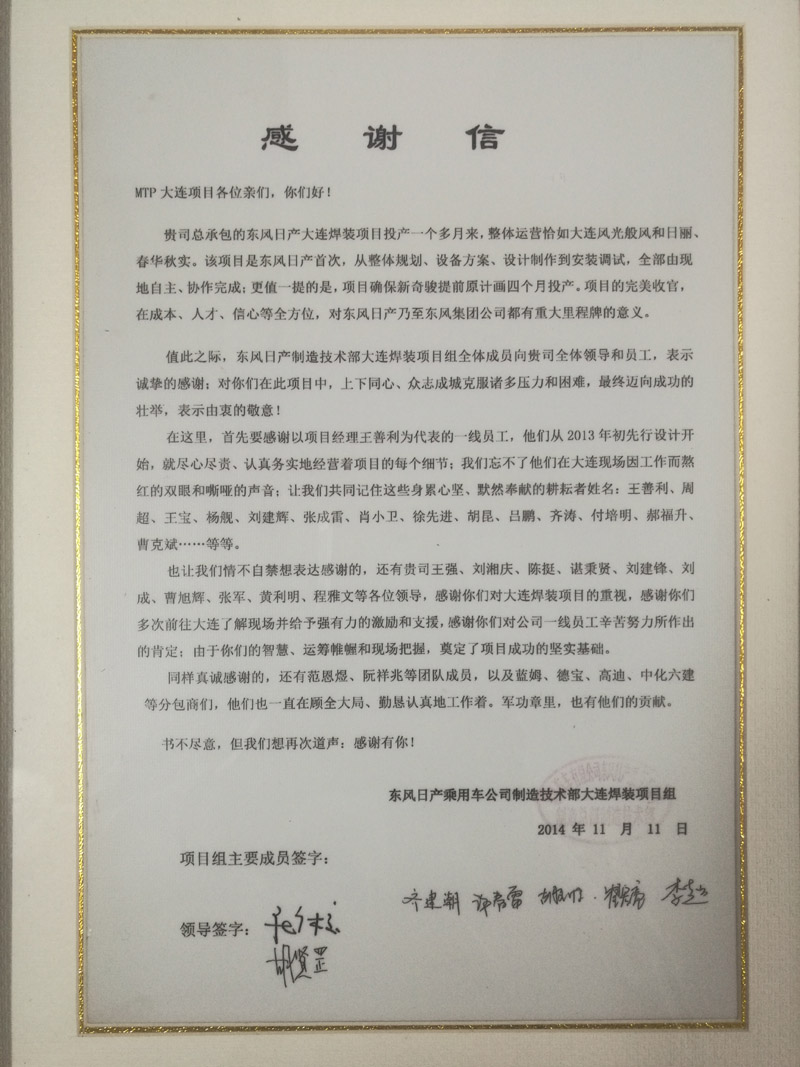 感谢信
MTP 大连项目各位亲们，你们好！
贵司总承包的东风日产大连焊装项目投产一个多月来，整体运营恰如大连风光般风和日丽、
春华秋实。该项目是东风日产首次，从整体规划、设备方案、设计制作到安装调试，全部由现
地自主、协作完成；更值一提的是，项目确保新奇骏提前原计画四个月投产。项目的完美收官，
在成本、人才、信心等全方位，对东风日产乃至东风集团公司都有重大里程牌的意义。
值此之际，东风日产制造技术部大连焊装项目组全体成员向贵司全体领导和员工，表示
诚挚的感谢；对你们在此项目中，上下同心、众志成城克服诸多压力和困难，最终迈向成功的
壮举，表示由衷的敬意！
在这里，首先要感谢以项目经理王善利为代表的一线员工，他们从 2013 年初先行设计开
始，就尽心尽责、认真务实地经营着项目的每个细节；我们忘不了他们在大连现场因工作而熬
红的双眼和嘶哑的声音；让我们共同记住这些身累心坚、默然奉献的耕耘者姓名：王善利、周
超、王宝、杨舰、刘建辉、张成雷、肖小卫、徐先进、胡昆、吕鹏、齐涛、付培明、郝福升、
曹克斌……等等。
也让我们情不自禁想表达感谢的，还有贵司王强、刘湘庆、陈挺、谌秉贤、刘建锋、刘
成、曹旭辉、张军、黄利明、程雅文等各位领导，感谢你们对大连焊装项目的重视，感谢你们
多次前往大连了解现场并给予强有力的激励和支援，感谢你们对公司一线员工辛苦努力所作出
的肯定；由于你们的智慧、运筹帷幄和现场把握，奠定了项目成功的坚实基础。
同样真诚感谢的，还有范恩煜、阮祥兆等团队成员，以及蓝姆、德宝、高迪、中化六建
等分包商们，他们也一直在顾全大局、勤恳认真地工作着。军功章里，也有他们的贡献。
书不尽意，但我们想再次道声：感谢有你！
东风日产乘用车公司制造技术部大连焊装项目组
2014 年 11 月 11 日
项目组主要成员签字：
齐建潮 李超
领导签字：
胡贤罡